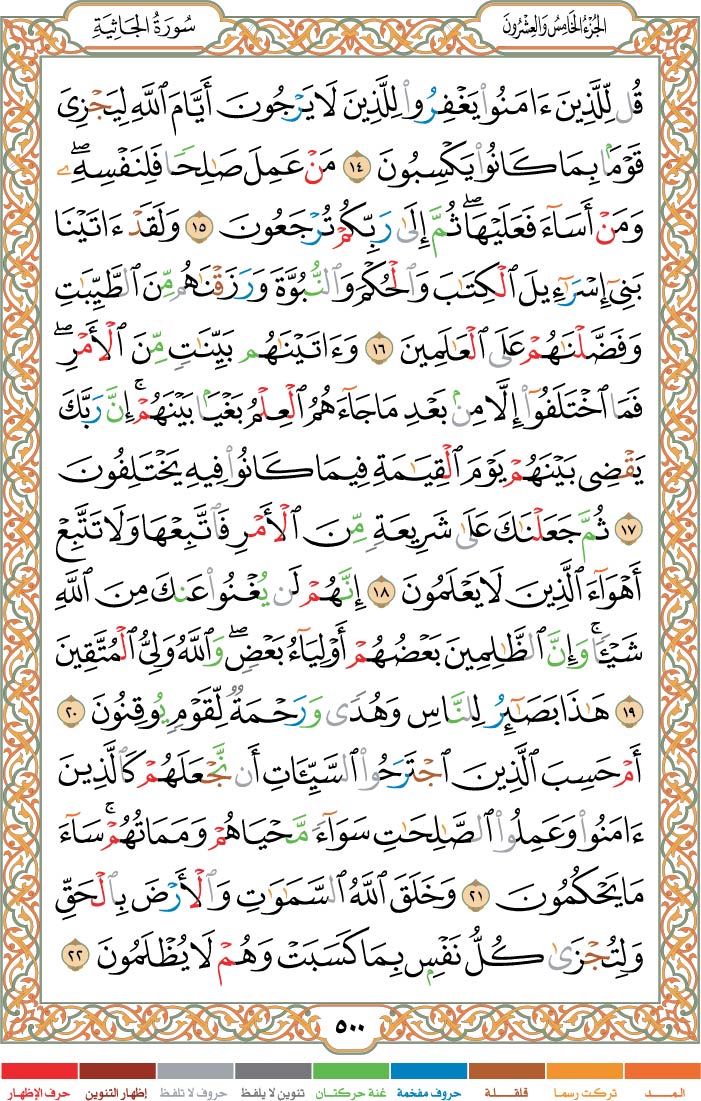 الجُزْءُ الخَامِسُ وَالعِشْرُونَ
سُورَةُ الجَاثِيَةِ
قُل لِّلَّذِينَ ءَامَنُوا۟ يَغْفِرُوا۟ لِلَّذِينَ لَا يَرْجُونَ أَيَّامَ ٱللَّهِ لِيَجْزِىَ
قَوْمًۢا بِمَا كَانُوا۟ يَكْسِبُونَ ١٤ مَنْ عَمِلَ صَـٰلِحًا فَلِنَفْسِهِۦ ۖ
وَمَنْ أَسَآءَ فَعَلَيْهَا ۖ ثُمَّ إِلَىٰ رَبِّكُمْ تُرْجَعُونَ ١٥ وَلَقَدْ ءَاتَيْنَا
بَنِىٓ إِسْرَٰٓءِيلَ ٱلْكِتَـٰبَ وَٱلْحُكْمَ وَٱلنُّبُوَّةَ وَرَزَقْنَـٰهُم مِّنَ ٱلطَّيِّبَـٰتِ
وَفَضَّلْنَـٰهُمْ عَلَى ٱلْعَـٰلَمِينَ ١٦ وَءَاتَيْنَـٰهُم بَيِّنَـٰتٍ مِّنَ ٱلْأَمْرِ ۖ
فَمَا ٱخْتَلَفُوٓا۟ إِلَّا مِنۢ بَعْدِ مَا جَآءَهُمُ ٱلْعِلْمُ بَغْيًۢا بَيْنَهُمْ ۚ إِنَّ رَبَّكَ
يَقْضِى بَيْنَهُمْ يَوْمَ ٱلْقِيَـٰمَةِ فِيمَا كَانُوا۟ فِيهِ يَخْتَلِفُونَ
١٧ ثُمَّ جَعَلْنَـٰكَ عَلَىٰ شَرِيعَةٍ مِّنَ ٱلْأَمْرِ فَٱتَّبِعْهَا وَلَا تَتَّبِعْ
أَهْوَآءَ ٱلَّذِينَ لَا يَعْلَمُونَ ١٨ إِنَّهُمْ لَن يُغْنُوا۟ عَنكَ مِنَ ٱللَّهِ
شَيْـًٔا ۚ وَإِنَّ ٱلظَّـٰلِمِينَ بَعْضُهُمْ أَوْلِيَآءُ بَعْضٍ ۖ وَٱللَّهُ وَلِىُّ ٱلْمُتَّقِينَ
١٩ هَـٰذَا بَصَـٰٓئِرُ لِلنَّاسِ وَهُدًى وَرَحْمَةٌ لِّقَوْمٍ يُوقِنُونَ ٢٠
أَمْ حَسِبَ ٱلَّذِينَ ٱجْتَرَحُوا۟ ٱلسَّيِّـَٔاتِ أَن نَّجْعَلَهُمْ كَٱلَّذِينَ
ءَامَنُوا۟ وَعَمِلُوا۟ ٱلصَّـٰلِحَـٰتِ سَوَآءً مَّحْيَاهُمْ وَمَمَاتُهُمْ ۚ سَآءَ
مَا يَحْكُمُونَ ٢١ وَخَلَقَ ٱللَّهُ ٱلسَّمَـٰوَٰتِ وَٱلْأَرْضَ بِٱلْحَقِّ
وَلِتُجْزَىٰ كُلُّ نَفْسٍۭ بِمَا كَسَبَتْ وَهُمْ لَا يُظْلَمُونَ ٢٢
٥٠٠
المــــد تركت رسما قلقـــلة حروف مفخمة غنة حركتان تنوين لا يلفظ حروف لا تلفظ إظهار التنوين حرف الإظهار